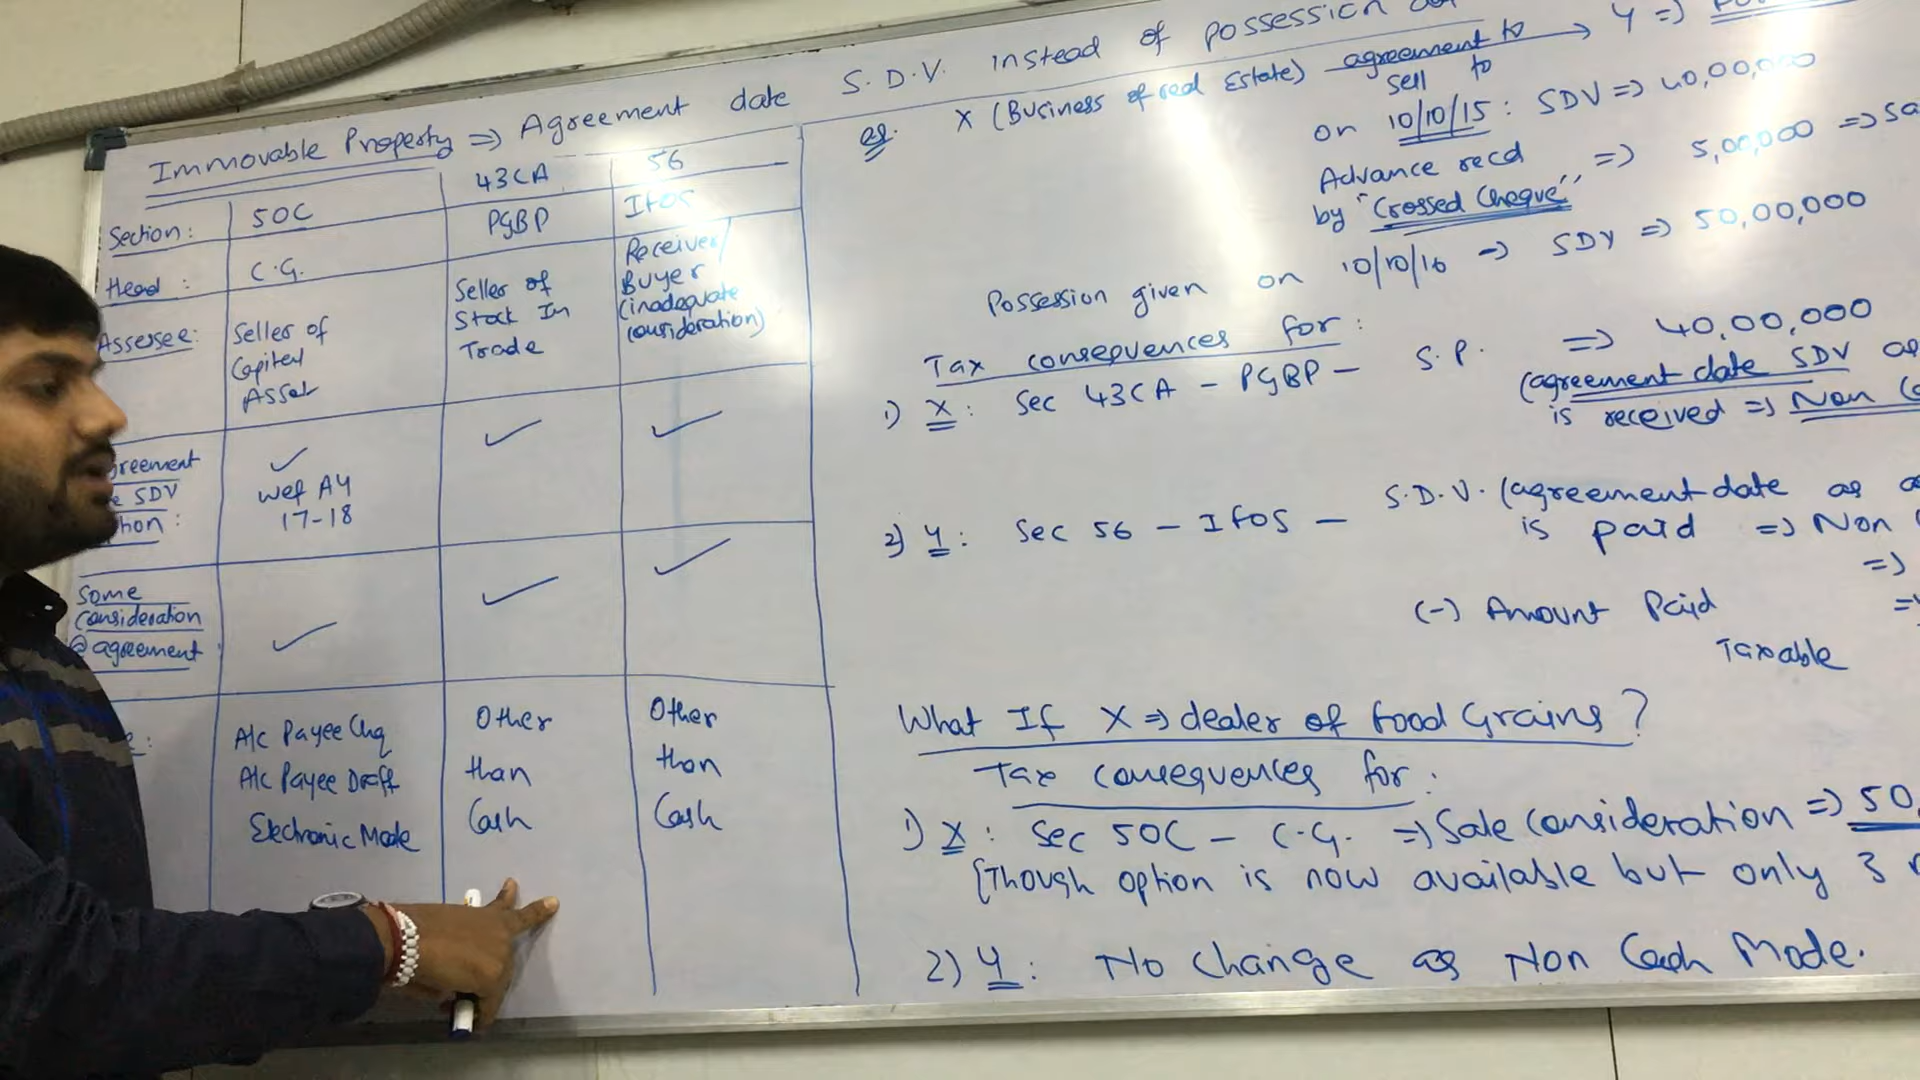 Immovable Property => Agreement date S.D.V. instead of possession
Section: 50C 43CA 56
Head: C.G. PGBP IFOS
Assessee: Seller of Capital Asset
Seller of Stock In Trade
Receiver/ Buyer (inadequate consideration)
greement
SDV
tion:
✓ wef AY 17-18 ✓ ✓
Some consideration @ agreement ✓ ✓ ✓
A/c Payee Chq
A/c Payee Draft
Electronic Mode
Other than Cash
Other than Cash
eg. X (Business of real Estate) agreement to sell to → Y =>
on 10/10/15 : SDV => 40,00,000
Advance recd => 5,00,000 =>
by "Crossed Cheque"
Possession given on 10/10/16 => SDV => 50,00,000
Tax consequences for:
1) X: Sec 43CA - PGBP - S.P. => 40,00,000
(agreement date SDV as
is received => Non
2) Y: Sec 56 - IFOS - S.D.V. (agreement date as
is paid => Non
=>
(-) Amount Paid
Taxable
What If X => dealer of food Grains?
Tax consequences for:
1) X: Sec 50C - C.G. => Sale Consideration => 50,
(Though option is now available but only 3
2) Y: No change as Non Cash Mode.